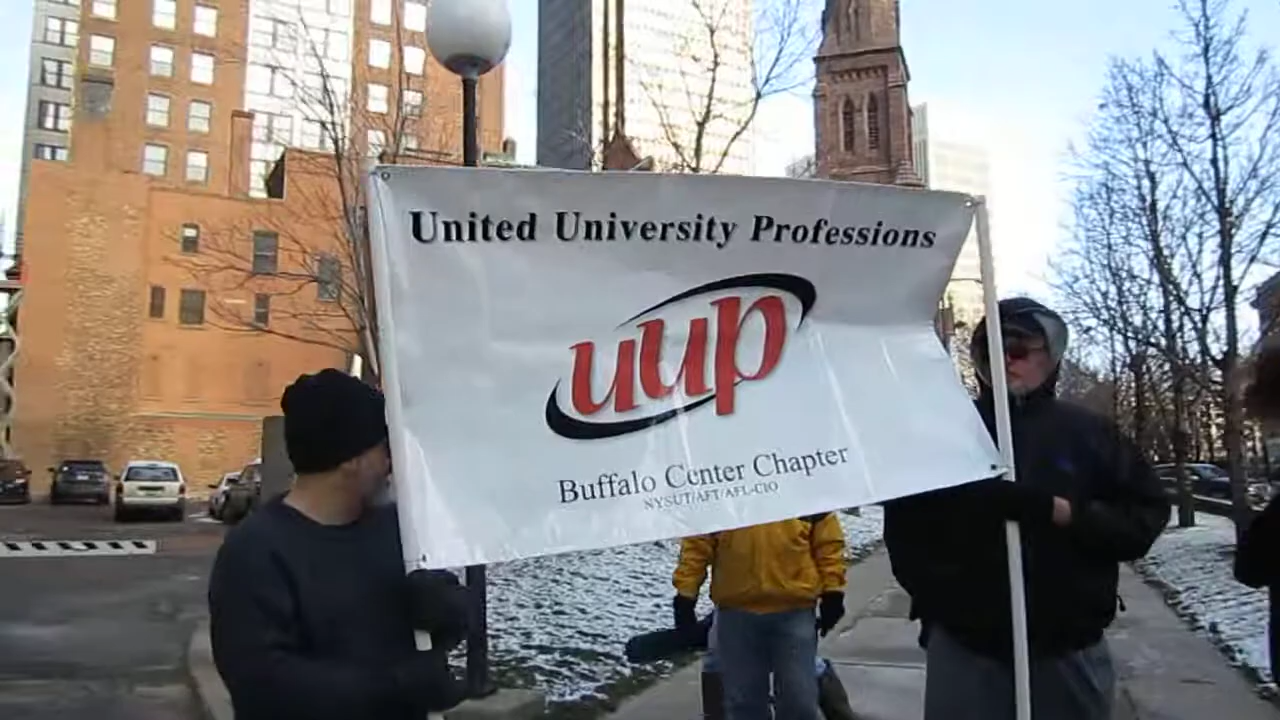 United University Professions
uup
Buffalo Center Chapter
NYSUT/AFT/AFL-CIO